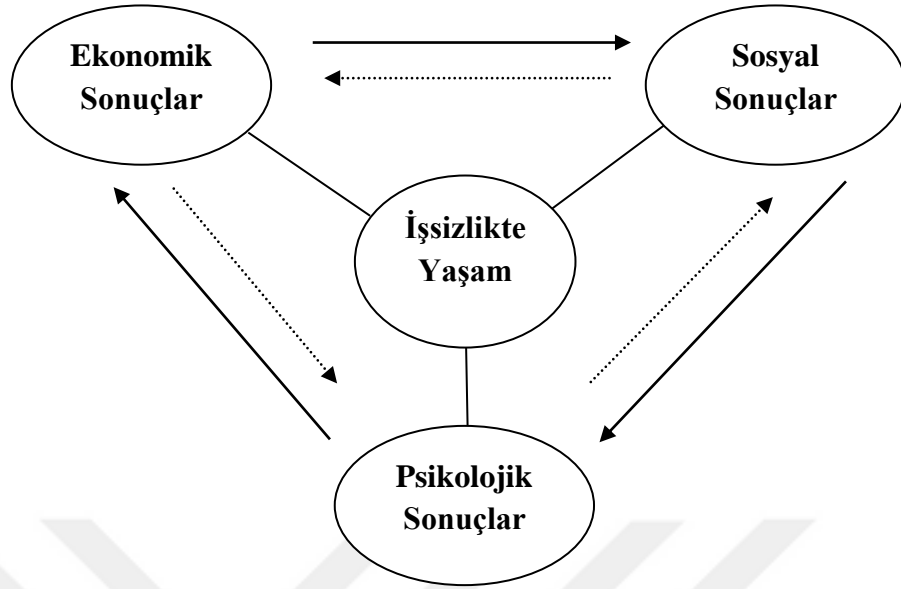 Ekonomik
Sonuçlar
Sosyal
Sonuçlar
İşsizlikte
Yaşam
Psikolojik
Sonuçlar